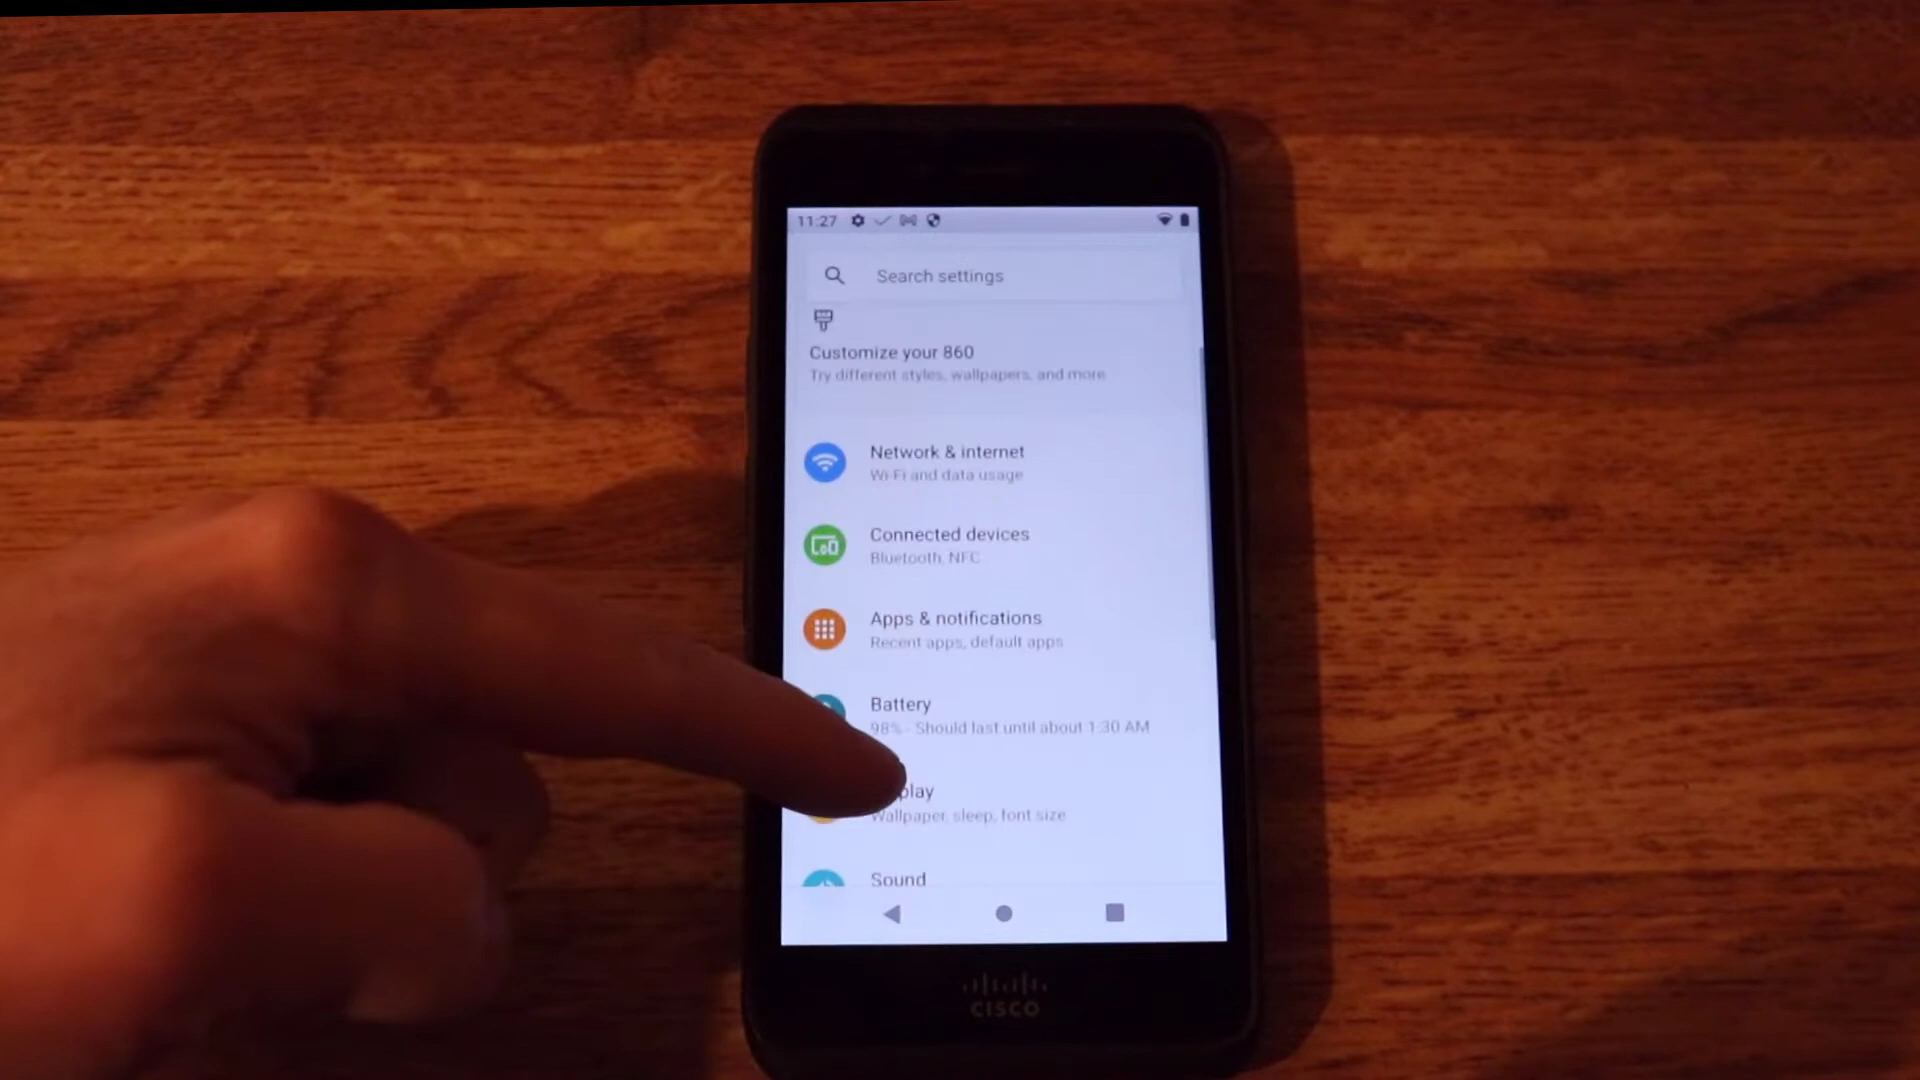 11:27
Search settings
Customize your 860
Try different styles, wallpapers, and more
Network & internet
Wi-Fi and data usage
Connected devices
Bluetooth, NFC
Apps & notifications
Recent apps, default apps
Battery
98% - Should last until about 1:30 AM
play
Wallpaper, sleep, font size
Sound
CISCO